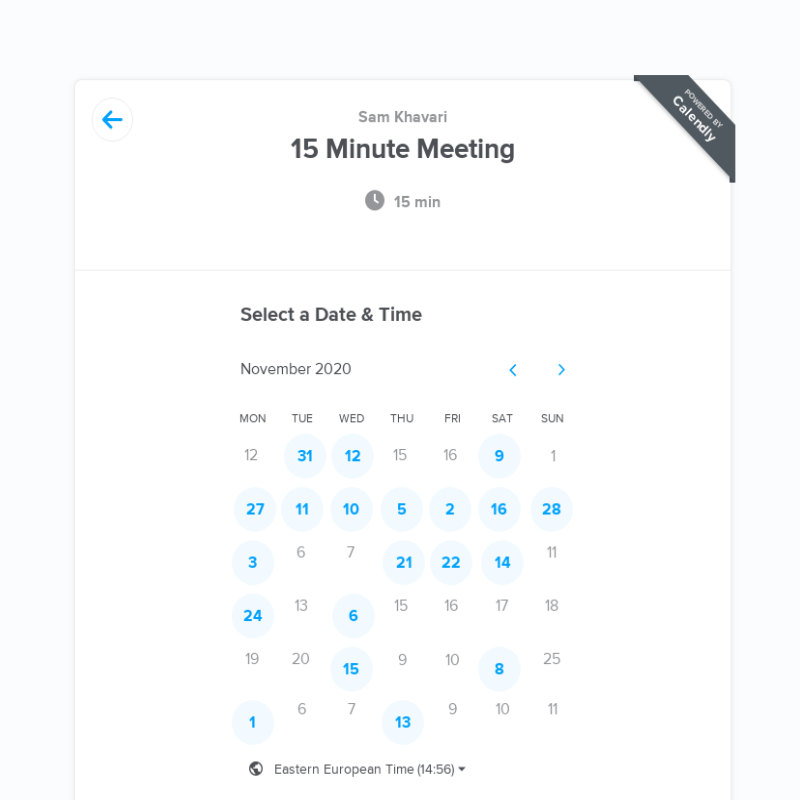 Sam Khavari
15 Minute Meeting
15 min
POWERED BY
Calendly
Select a Date & Time
November 2020
MON TUE WED THU FRI SAT SUN
12 31 12 15 16 9 1
27 11 10 5 2 16 28
3 6 7 21 22 14 11
24 13 6 15 16 17 18
19 20 15 9 10 8 25
1 6 7 13 9 10 11
Eastern European Time (14:56)